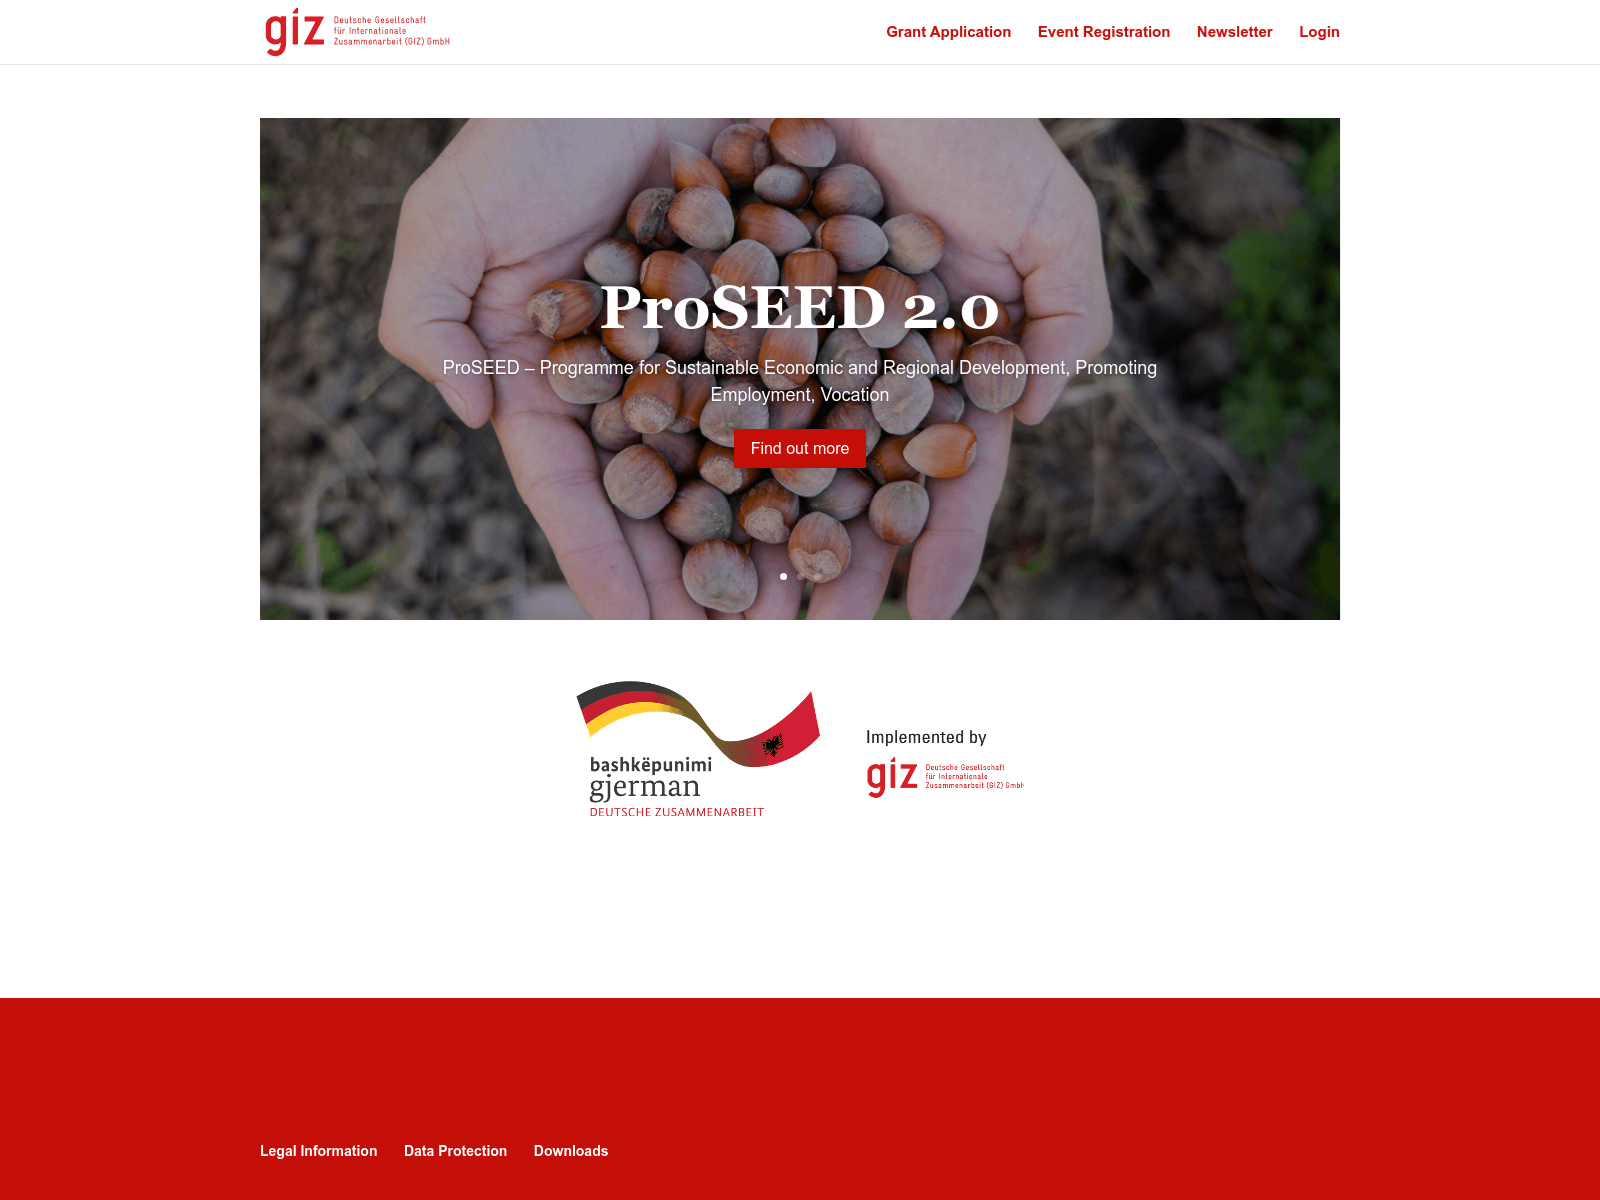 giz
Deutsche Gesellschaft
für Internationale
Zusammenarbeit (GIZ) GmbH
Grant Application
Event Registration
Newsletter
Login
ProSEED 2.0
ProSEED – Programme for Sustainable Economic and Regional Development, Promoting
Employment, Vocation
Find out more
bashkëpunimi
gjerman
DEUTSCHE ZUSAMMENARBEIT
Implemented by
giz
Deutsche Gesellschaft
für Internationale
Zusammenarbeit (GIZ) GmbH
Legal Information
Data Protection
Downloads